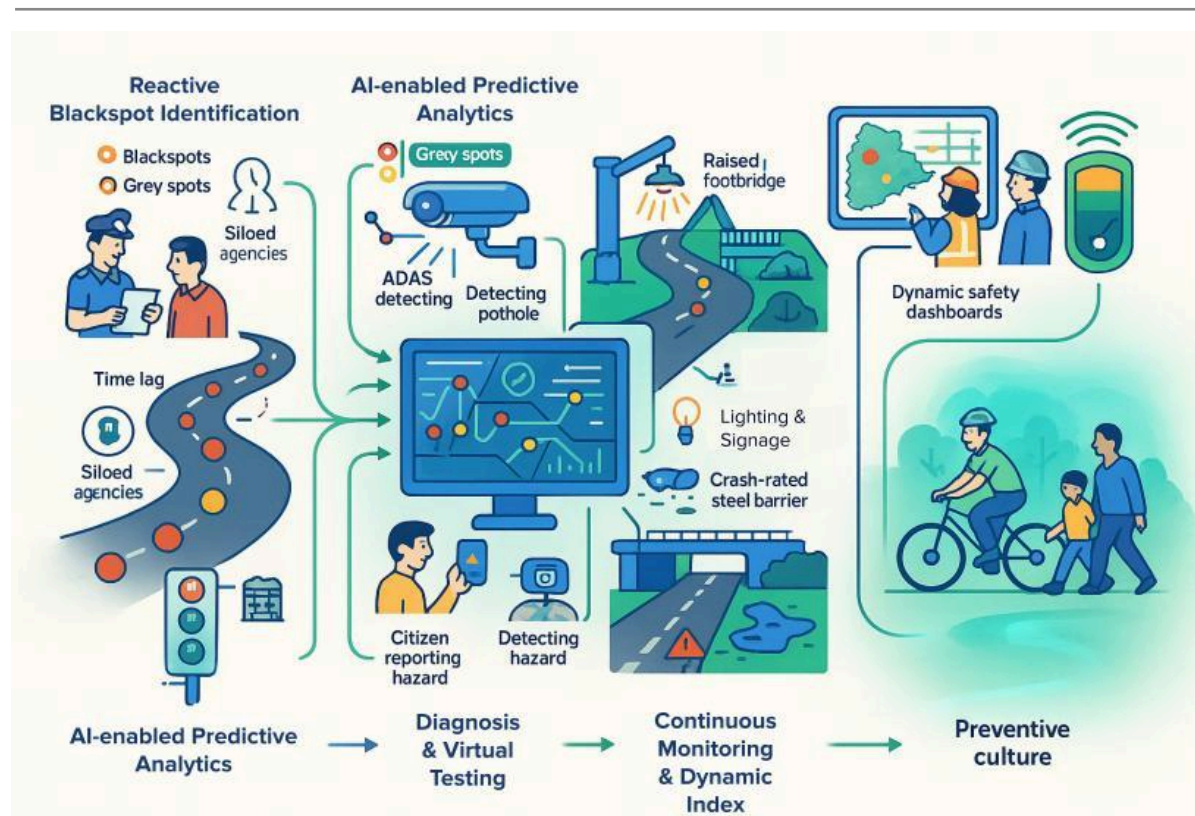 Reactive
Blackspot Identification
Blackspots
Grey spots
Siloed
agencies
Time lag
Siloed
agencies
AI-enabled Predictive
Analytics
Grey spots
ADAS
detecting
Detecting
pothole
Raised
footbridge
Lighting &
Signage
Crash-rated
steel barrier
Citizen
reporting
hazard
Detecting
hazard
Dynamic safety
dashboards
AI-enabled Predictive
Analytics
Diagnosis
& Virtual
Testing
Continuous
Monitoring
& Dynamic
Index
Preventive
culture